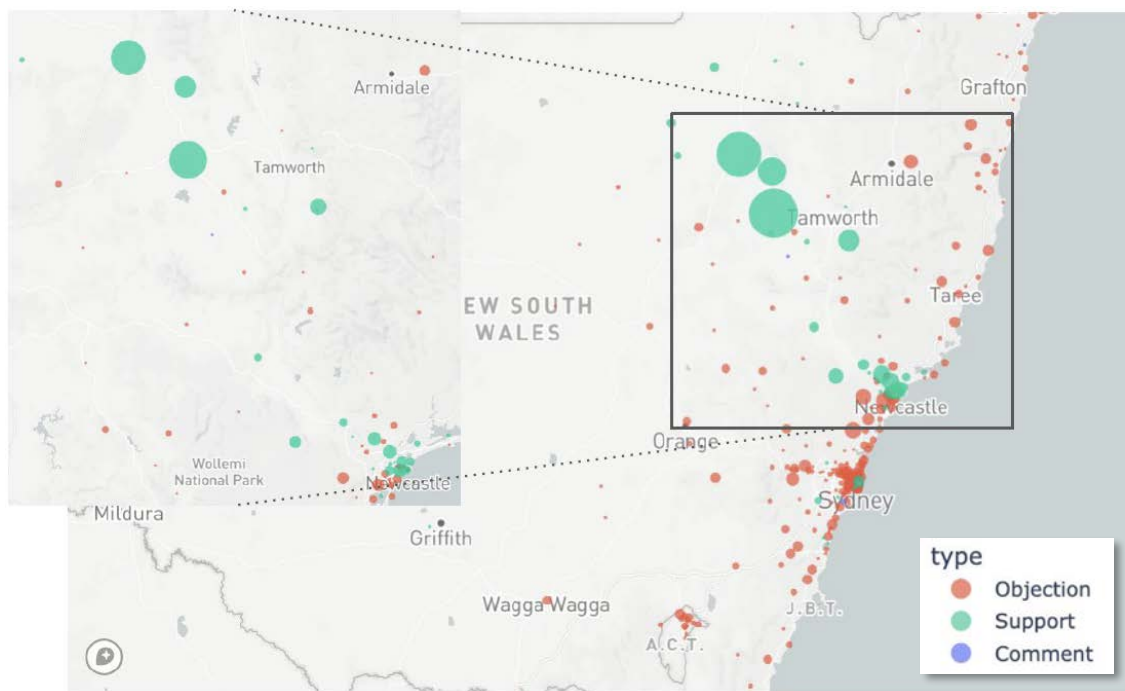 Armidale
Tamworth
Wollemi
National Park
Newcastle
Grafton
Armidale
Tamworth
EW SOUTH
WALES
Taree
Newcastle
Orange
Sydney
Mildura
Griffith
Wagga Wagga
J.B.T.
A.C.T.
type
Objection
Support
Comment